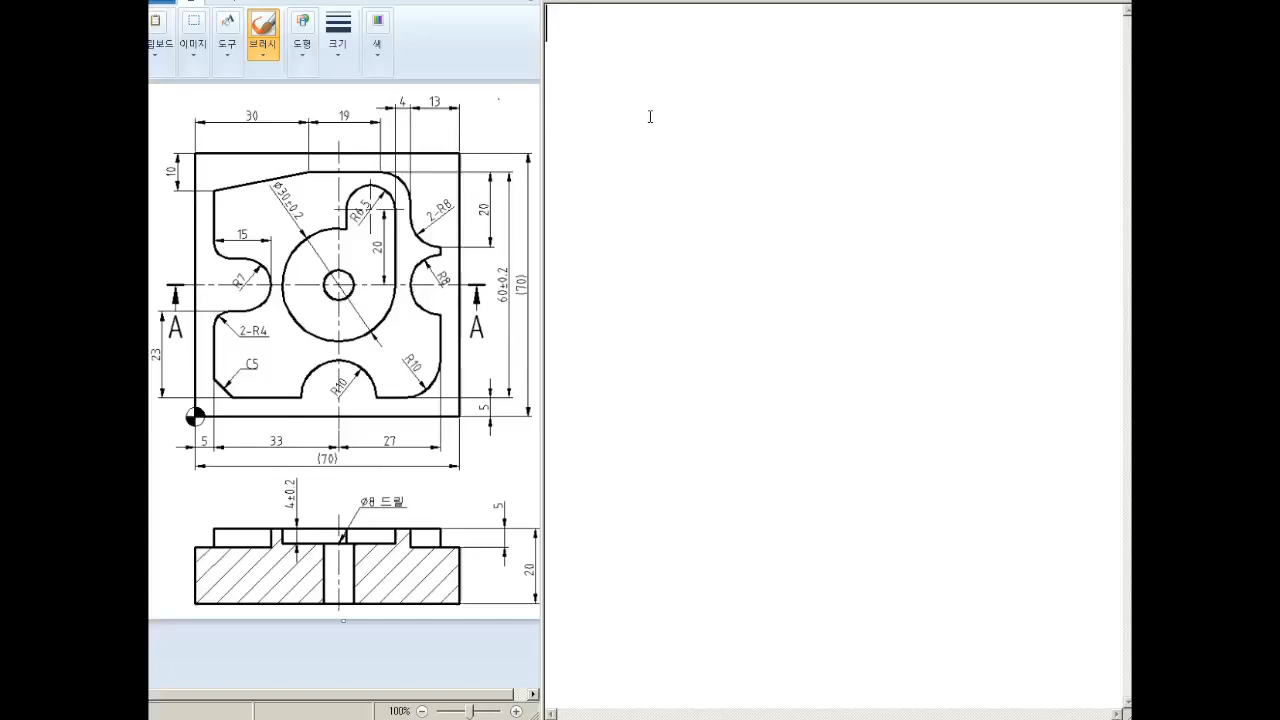 립보드 이미지 도구 브러시 도형 크기 색
4 13
30 19
10
Ø30±0.2
R6.5
2-R8
20
15
20
R7
R8
60±0.2
(70)
A A
2-R4
23
C5
R10
R10
5
5 33 27
(70)
4±0.2
Ø8 드릴
5
20
100%